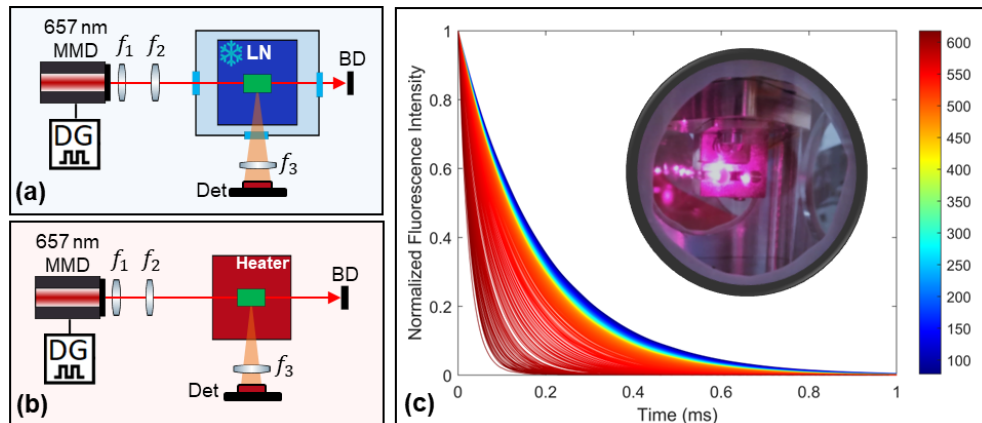 657 nm
MMD
f₁
f₂
LN
BD
DG
f₃
Det
(a)
657 nm
MMD
f₁
f₂
Heater
BD
DG
f₃
Det
(b)
Normalized Fluorescence Intensity
1
0.8
0.6
0.4
0.2
0
0
0.2
0.4
0.6
0.8
1
Time (ms)
(c)
600
550
500
450
400
350
300
250
200
150
100